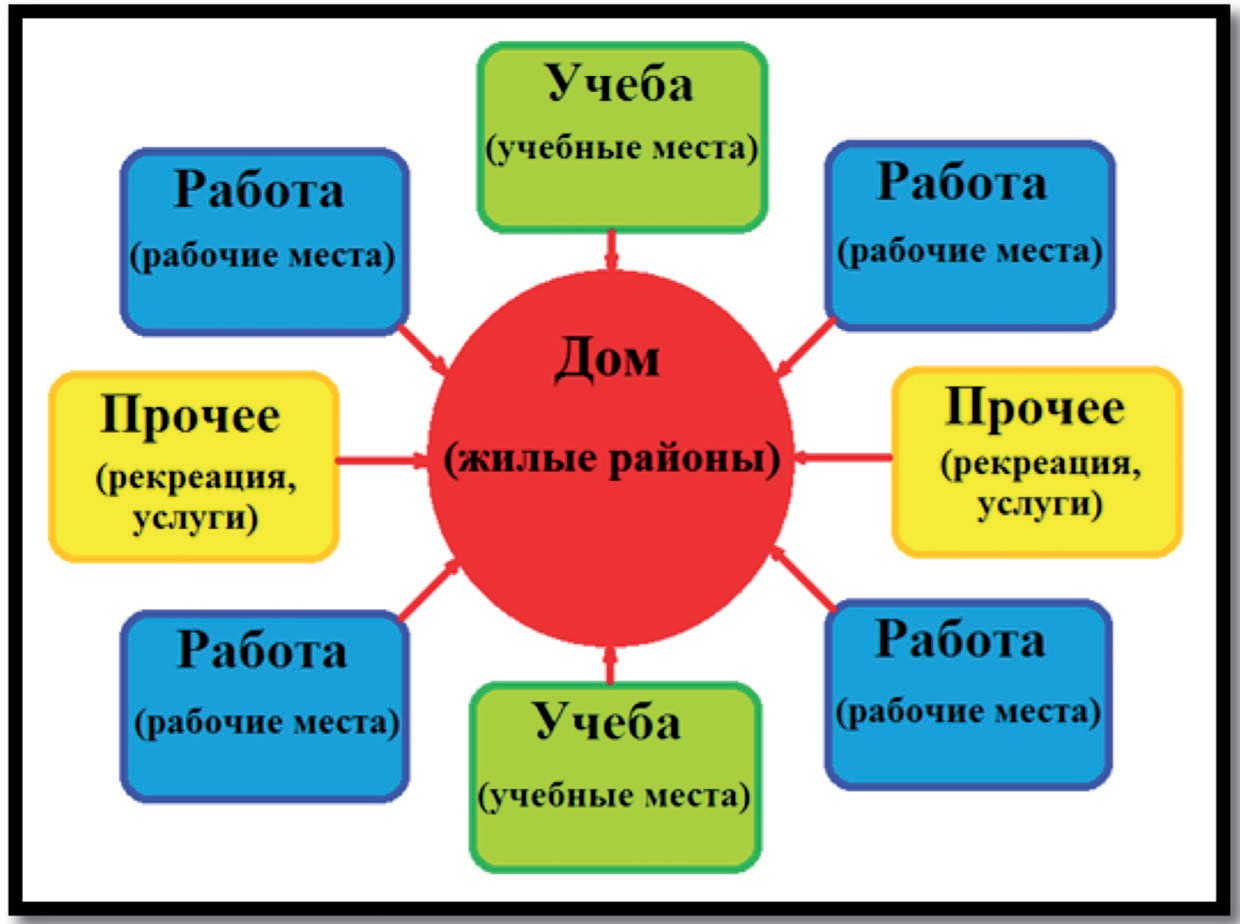 Учеба
(учебные места)
Работа
(рабочие места)
Работа
(рабочие места)
Дом
(жилые районы)
Прочее
(рекреация,
услуги)
Прочее
(рекреация,
услуги)
Работа
(рабочие места)
Работа
(рабочие места)
Учеба
(учебные места)